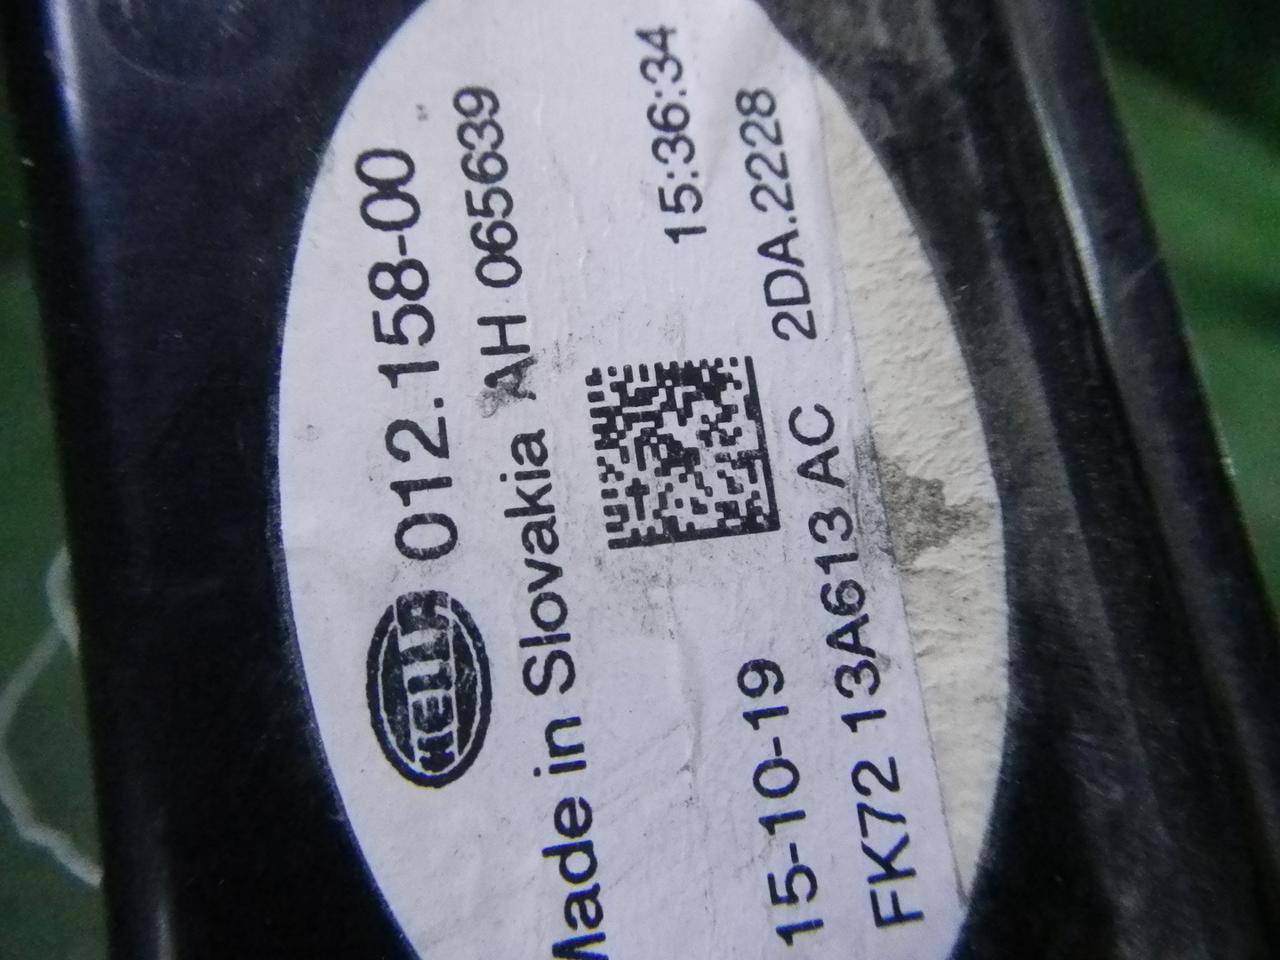 HELLA 012.158-00
AH 065639
Made in Slovakia
15:36:34
15-10-19
2DA.2228
FK72 13A613 AC